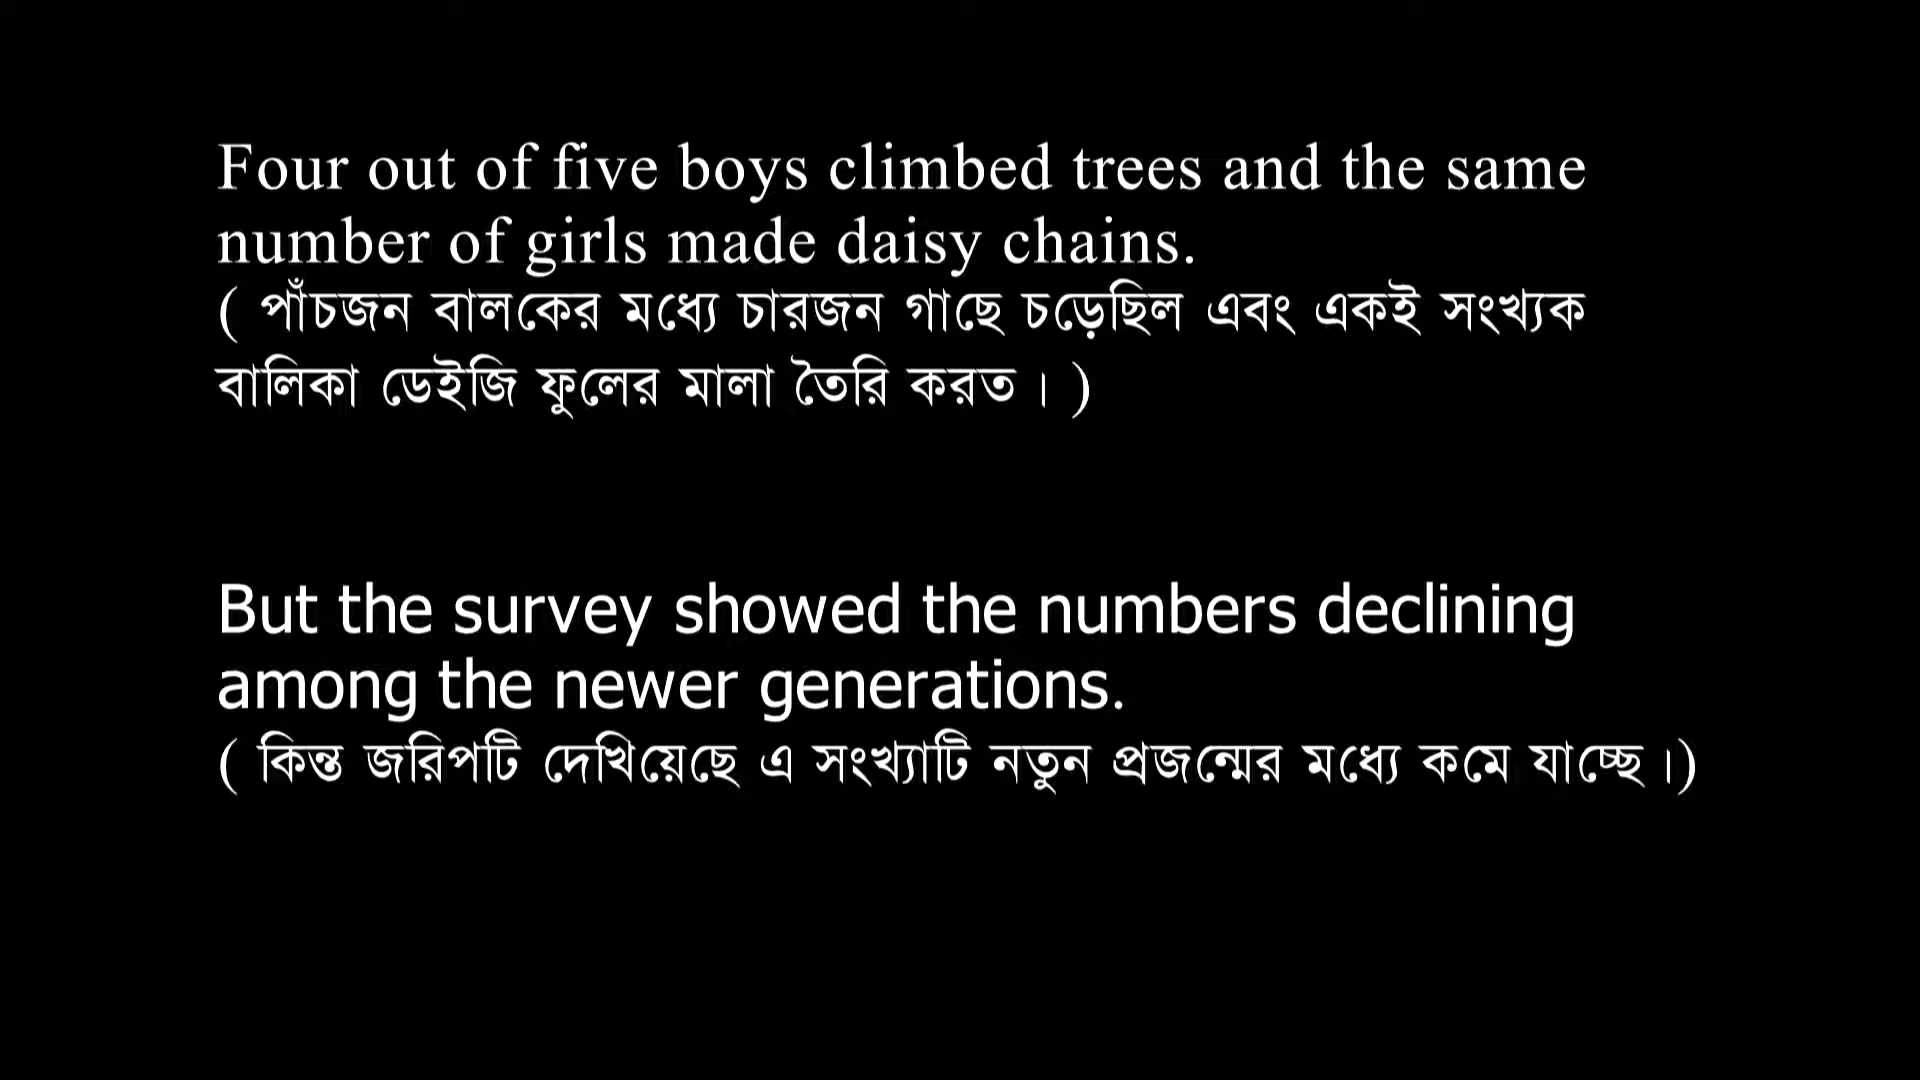 Four out of five boys climbed trees and the same
number of girls made daisy chains.
( পাঁচজন বালকের মধ্যে চারজন গাছে চড়েছিল এবং একই সংখ্যক
বালিকা ডেইজি ফুলের মালা তৈরি করত । )
But the survey showed the numbers declining
among the newer generations.
( কিন্তু জরিপটি দেখিয়েছে এ সংখ্যাটি নতুন প্রজন্মের মধ্যে কমে যাচ্ছে ।)